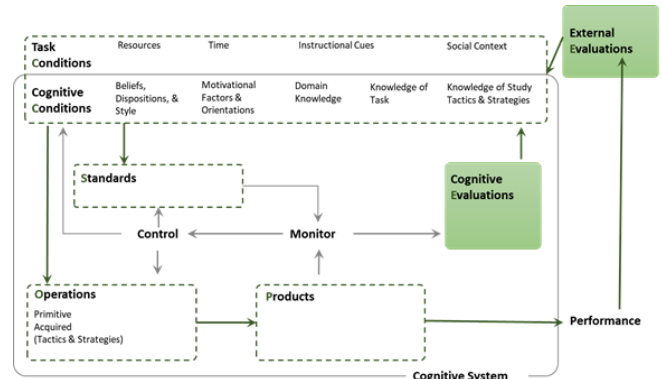 Task
Conditions
Resources
Time
Instructional Cues
Social Context
External
Evaluations
Cognitive
Conditions
Beliefs,
Dispositions, &
Style
Motivational
Factors &
Orientations
Domain
Knowledge
Knowledge of
Task
Knowledge of Study
Tactics & Strategies
Standards
Cognitive
Evaluations
Control
Monitor
Operations
Primitive
Acquired
(Tactics & Strategies)
Products
Performance
Cognitive System